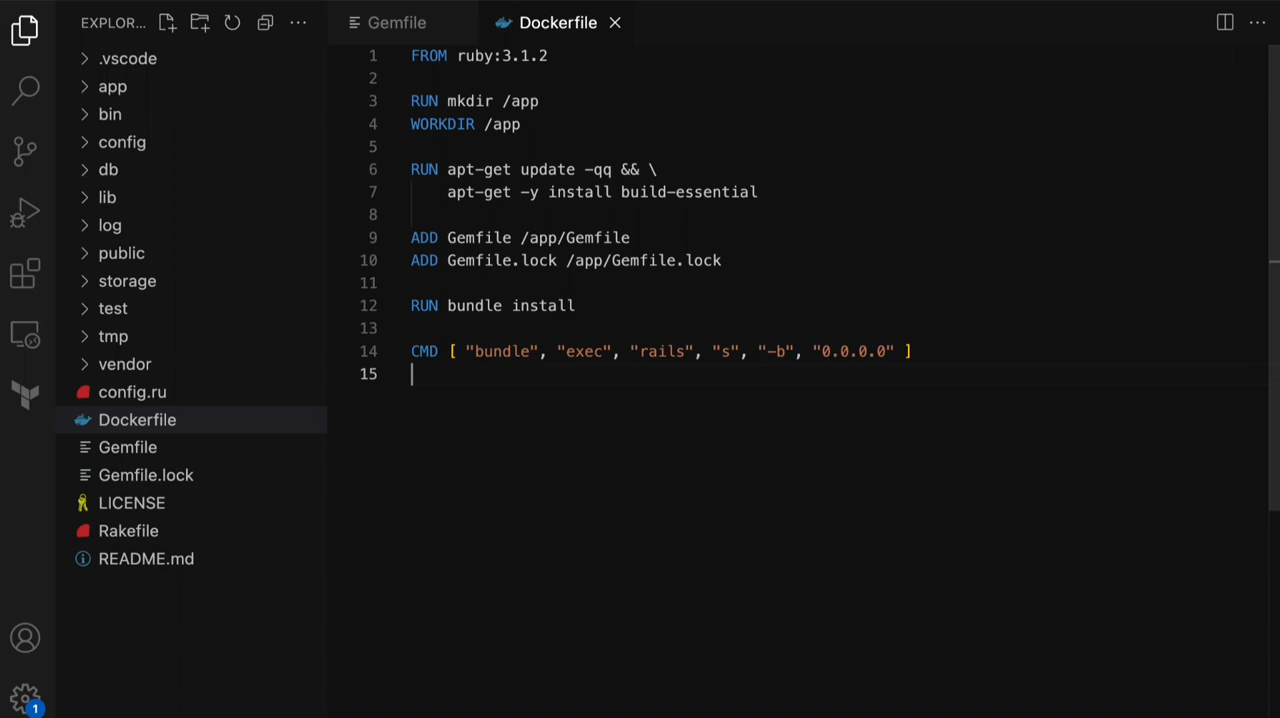 EXPLOR...
.vscode
app
bin
config
db
lib
log
public
storage
test
tmp
vendor
config.ru
Dockerfile
Gemfile
Gemfile.lock
LICENSE
Rakefile
README.md
1
Gemfile
Dockerfile
1 FROM ruby:3.1.2
2
3 RUN mkdir /app
4 WORKDIR /app
5
6 RUN apt-get update -qq && \
7     apt-get -y install build-essential
8
9 ADD Gemfile /app/Gemfile
10 ADD Gemfile.lock /app/Gemfile.lock
11
12 RUN bundle install
13
14 CMD [ "bundle", "exec", "rails", "s", "-b", "0.0.0.0" ]
15